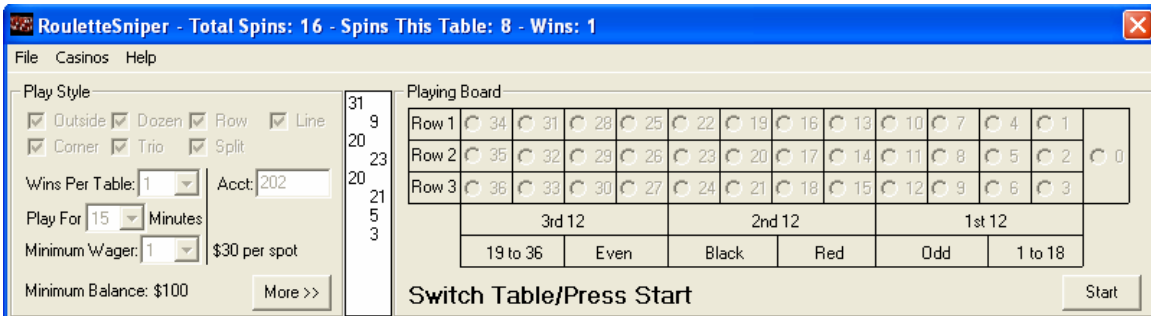 RouletteSniper - Total Spins: 16 - Spins This Table: 8 - Wins: 1
File Casinos Help
Play Style
Outside Dozen Row Line
Corner Trio Split
Wins Per Table: 1 Acct: 202
Play For 15 Minutes
Minimum Wager: 1 $30 per spot
Minimum Balance: $100 More >>
31
9
20
23
20
21
5
3
Playing Board
Row 1 34 31 28 25 22 19 16 13 10 7 4 1
Row 2 35 32 29 26 23 20 17 14 11 8 5 2 0
Row 3 36 33 30 27 24 21 18 15 12 9 6 3
3rd 12 2nd 12 1st 12
19 to 36 Even Black Red Odd 1 to 18
Switch Table/Press Start Start